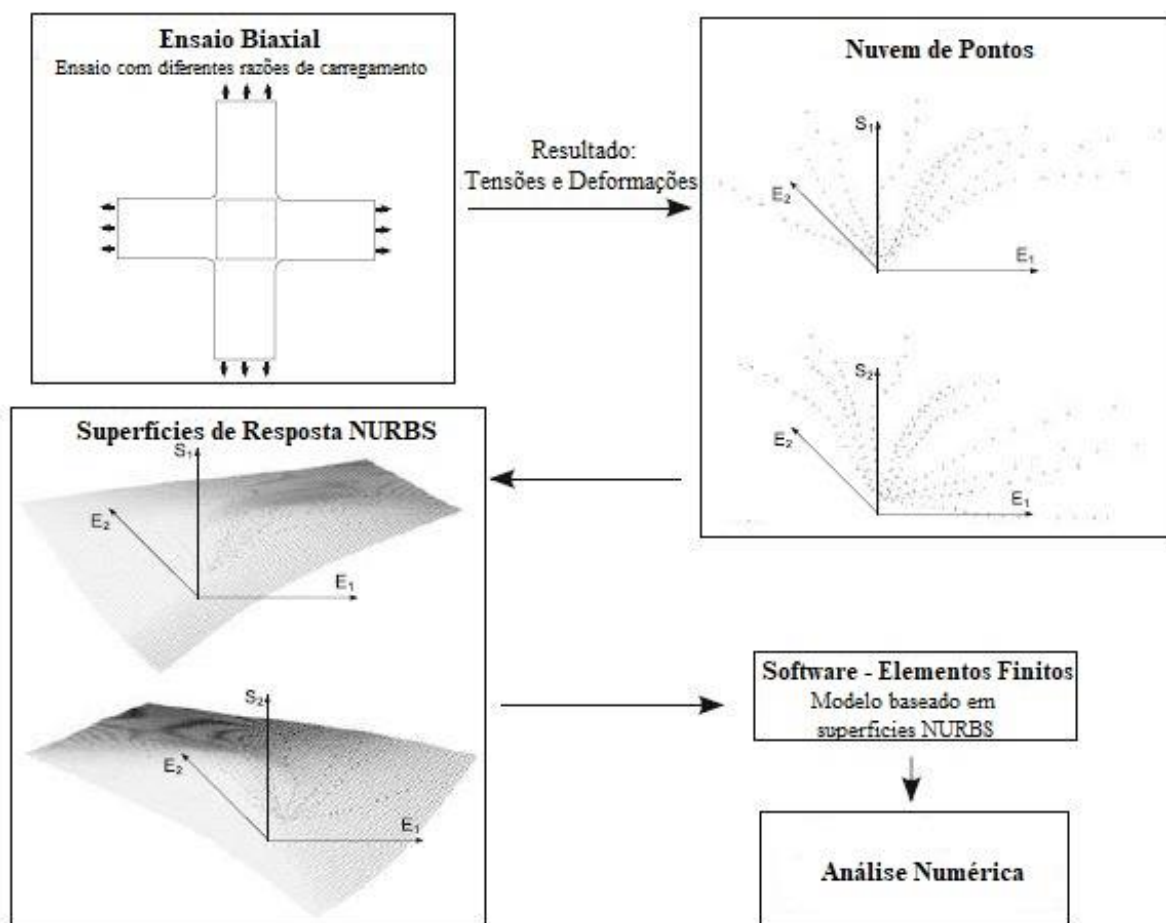 Ensaio Biaxial
Ensaio com diferentes razões de carregamento
Resultado:
Tensões e Deformações
Nuvem de Pontos
S₁
E₂
E₁
S₂
E₂
E₁
Superfícies de Resposta NURBS
S₁
E₂
E₁
S₂
E₂
E₁
Software - Elementos Finitos
Modelo baseado em
superfícies NURBS
Análise Numérica